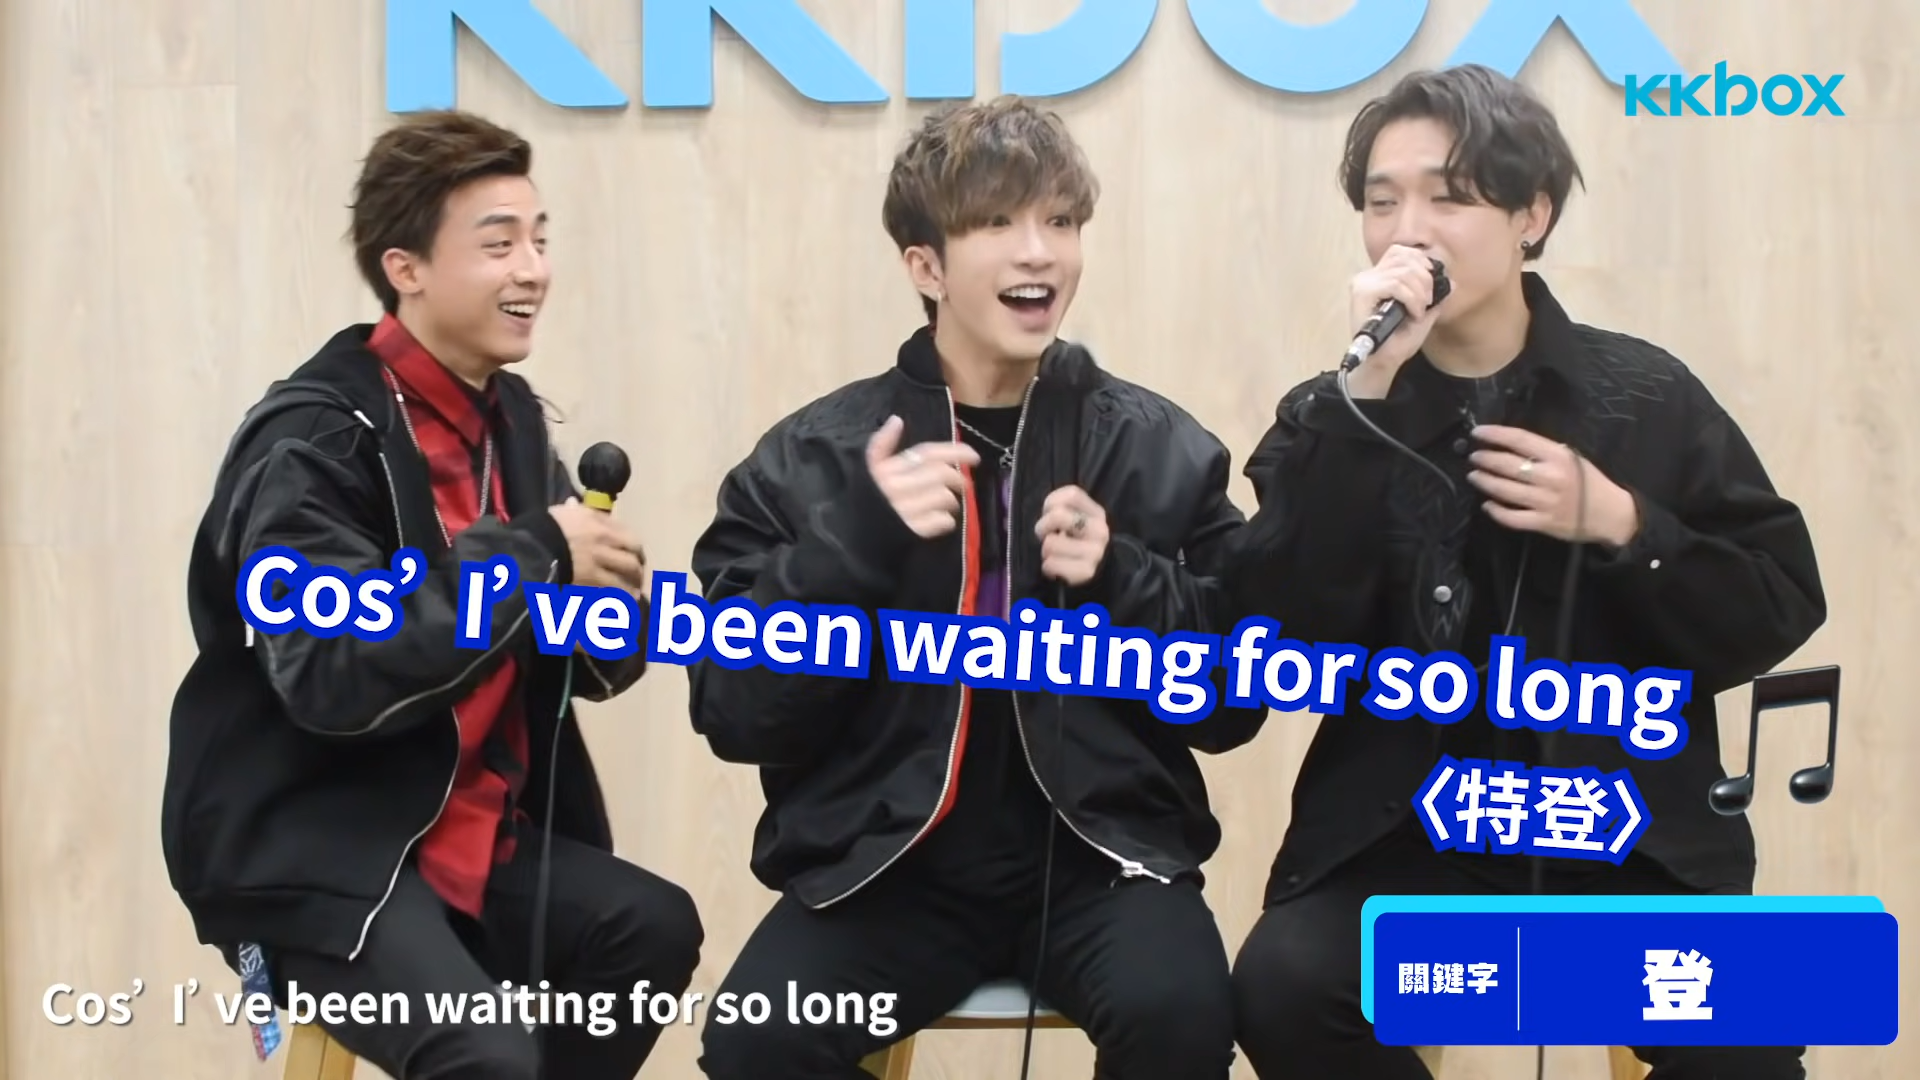 KKBOX
KKbox
Cos’ I’ve been waiting for so long
〈特登〉
關鍵字
登
Cos’ I’ve been waiting for so long